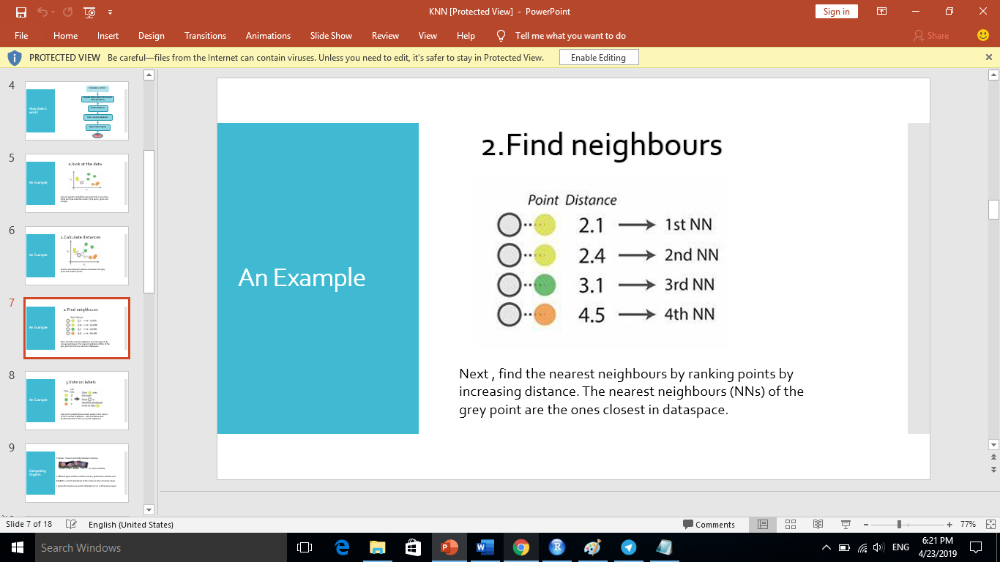 KNN [Protected View] - PowerPoint
Sign in
File Home Insert Design Transitions Animations Slide Show Review View Help Tell me what you want to do Share
PROTECTED VIEW Be careful—files from the Internet can contain viruses. Unless you need to edit, it's safer to stay in Protected View. Enable Editing
4
How does it
work?
5
0.look at the data
An Example
6
1.Calculate distances
An Example
7
2.Find neighbours
An Example
8
3.Vote on labels
An Example
9
Comparing
Objects
2.Find neighbours
An Example
Point Distance
2.1 1st NN
2.4 2nd NN
3.1 3rd NN
4.5 4th NN
Next , find the nearest neighbours by ranking points by
increasing distance. The nearest neighbours (NNs) of the
grey point are the ones closest in dataspace.
Slide 7 of 18 English (United States) Comments 77%
Search Windows
ENG
6:21 PM
4/23/2019